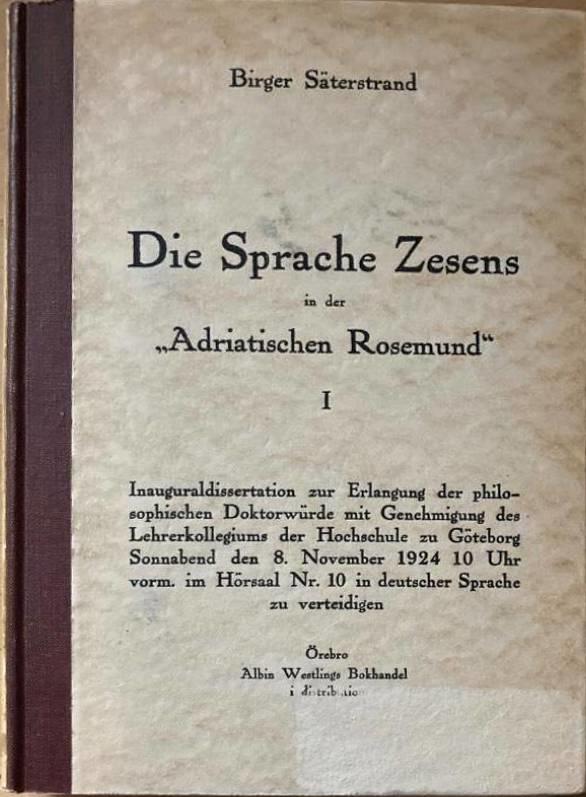 Birger Säterstrand
Die Sprache Zesens
in der
„Adriatischen Rosemund“
I
Inauguraldissertation zur Erlangung der philo-
sophischen Doktorwürde mit Genehmigung des
Lehrerkollegiums der Hochschule zu Göteborg
Sonnabend den 8. November 1924 10 Uhr
vorm. im Hörsaal Nr. 10 in deutscher Sprache
zu verteidigen
Örebro
Albin Westlings Bokhandel
i